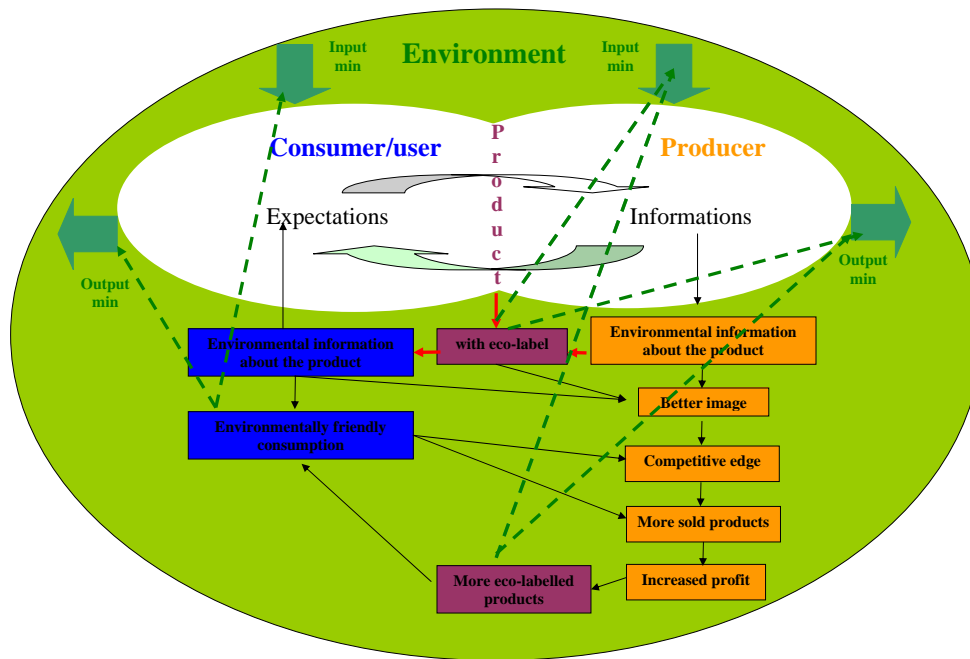 Input
min
Environment
Input
min
Consumer/user
Product
Producer
Expectations
Informations
Output
min
Output
min
Environmental information
about the product
with eco-label
Environmental information
about the product
Better image
Environmentally friendly
consumption
Competitive edge
More sold products
More eco-labelled
products
Increased profit